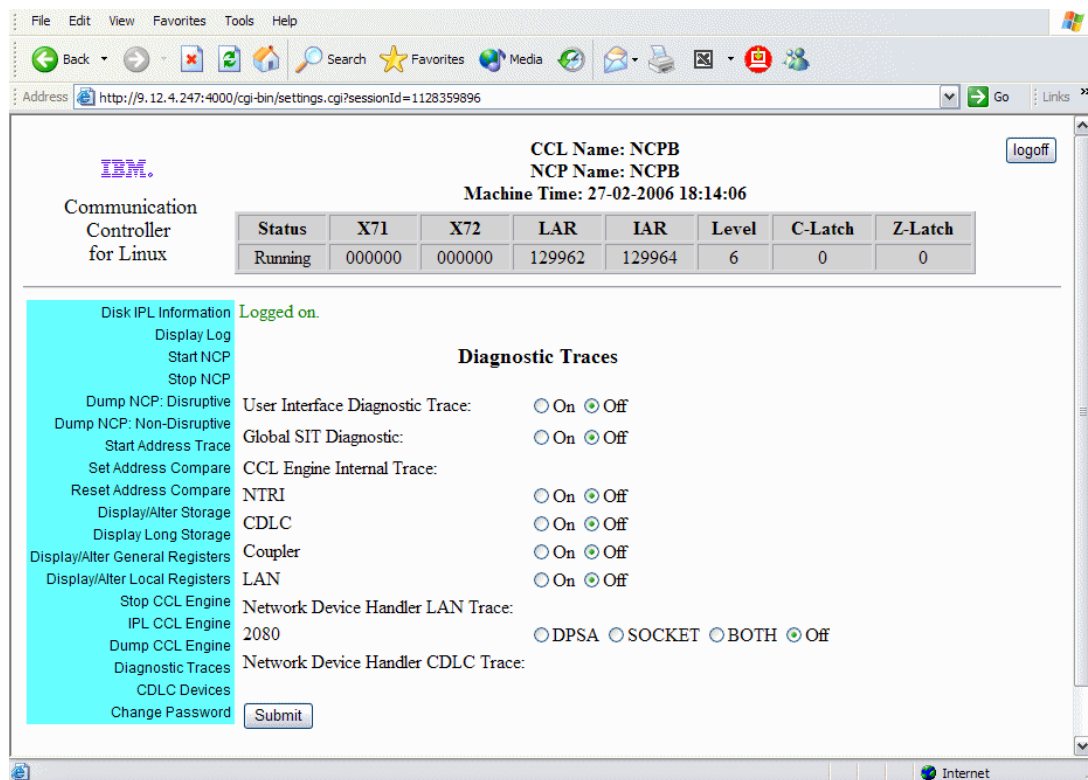 File Edit View Favorites Tools Help
Back Search Favorites Media
Address http://9.12.4.247:4000/cgi-bin/settings.cgi?sessionId=1128359896 Go Links »
IBM.
Communication
Controller
for Linux
CCL Name: NCPB
NCP Name: NCPB
Machine Time: 27-02-2006 18:14:06
logoff
Status X71 X72 LAR IAR Level C-Latch Z-Latch
Running 000000 000000 129962 129964 6 0 0
Disk IPL Information
Display Log
Start NCP
Stop NCP
Dump NCP: Disruptive
Dump NCP: Non-Disruptive
Start Address Trace
Set Address Compare
Reset Address Compare
Display/Alter Storage
Display Long Storage
Display/Alter General Registers
Display/Alter Local Registers
Stop CCL Engine
IPL CCL Engine
Dump CCL Engine
Diagnostic Traces
CDLC Devices
Change Password
Logged on.
Diagnostic Traces
User Interface Diagnostic Trace: On Off
Global SIT Diagnostic: On Off
CCL Engine Internal Trace:
NTRI On Off
CDLC On Off
Coupler On Off
LAN On Off
Network Device Handler LAN Trace:
2080 DPSA SOCKET BOTH Off
Network Device Handler CDLC Trace:
Submit
Internet